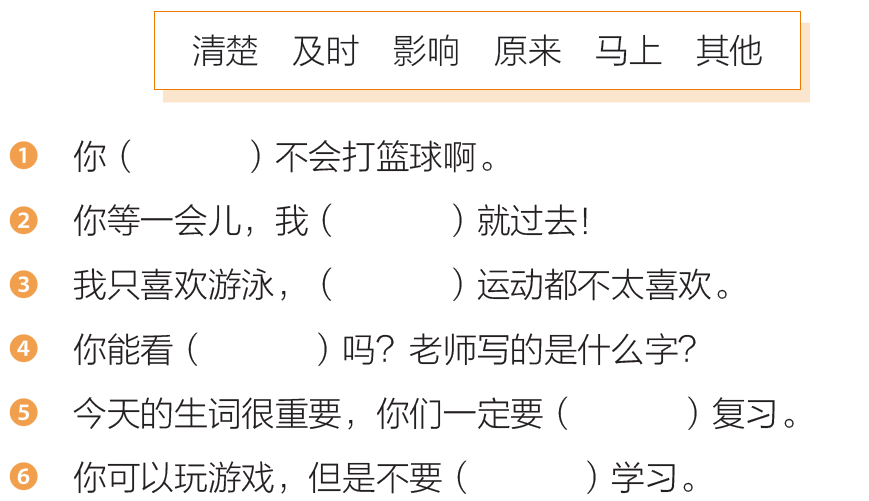 清楚 及时 影响 原来 马上 其他
1 你（ ）不会打篮球啊。
2 你等一会儿，我（ ）就过去！
3 我只喜欢游泳，（ ）运动都不太喜欢。
4 你能看（ ）吗？老师写的是什么字？
5 今天的生词很重要，你们一定要（ ）复习。
6 你可以玩游戏，但是不要（ ）学习。